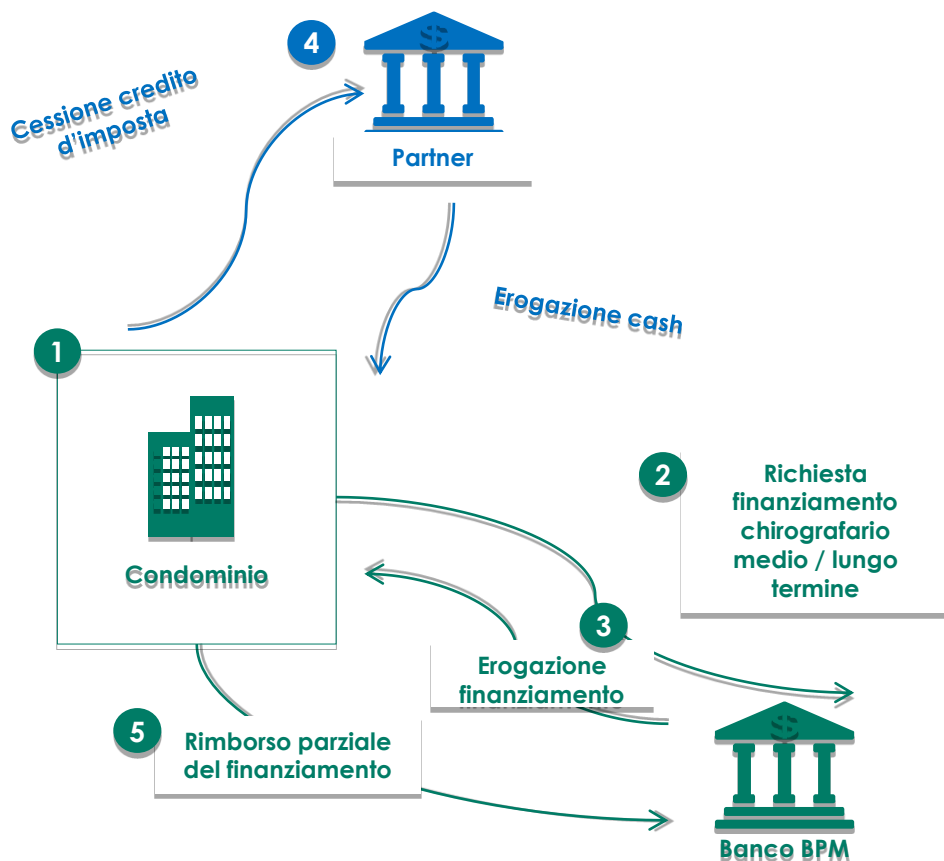 4
$
Partner
Cessione credito
d'imposta
Erogazione cash
1
Condominio
2
Richiesta
finanziamento
chirografario
medio / lungo
termine
3
Erogazione
finanziamento
5
Rimborso parziale
del finanziamento
$
Banco BPM